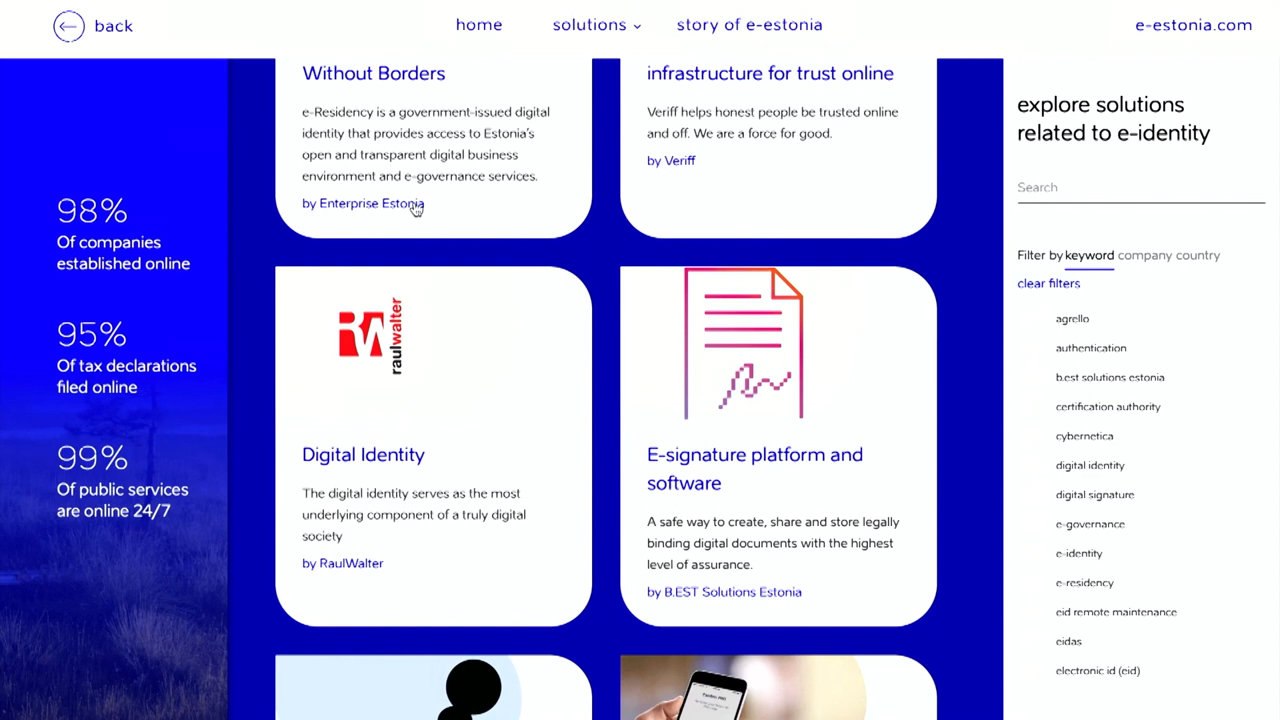 back
home
solutions
story of e-estonia
e-estonia.com
98%
Of companies
established online
95%
Of tax declarations
filed online
99%
Of public services
are online 24/7
Without Borders
e-Residency is a government-issued digital
identity that provides access to Estonia's
open and transparent digital business
environment and e-governance services.
by Enterprise Estonia
infrastructure for trust online
Veriff helps honest people be trusted online
and off. We are a force for good.
by Veriff
RW raulwalter
Digital Identity
The digital identity serves as the most
underlying component of a truly digital
society
by RaulWalter
E-signature platform and
software
A safe way to create, share and store legally
binding digital documents with the highest
level of assurance.
by B.EST Solutions Estonia
explore solutions
related to e-identity
Search
Filter by keyword company country
clear filters
agrello
authentication
b.est solutions estonia
certification authority
cybernetica
digital identity
digital signature
e-governance
e-identity
e-residency
eid remote maintenance
eidas
electronic id (eid)